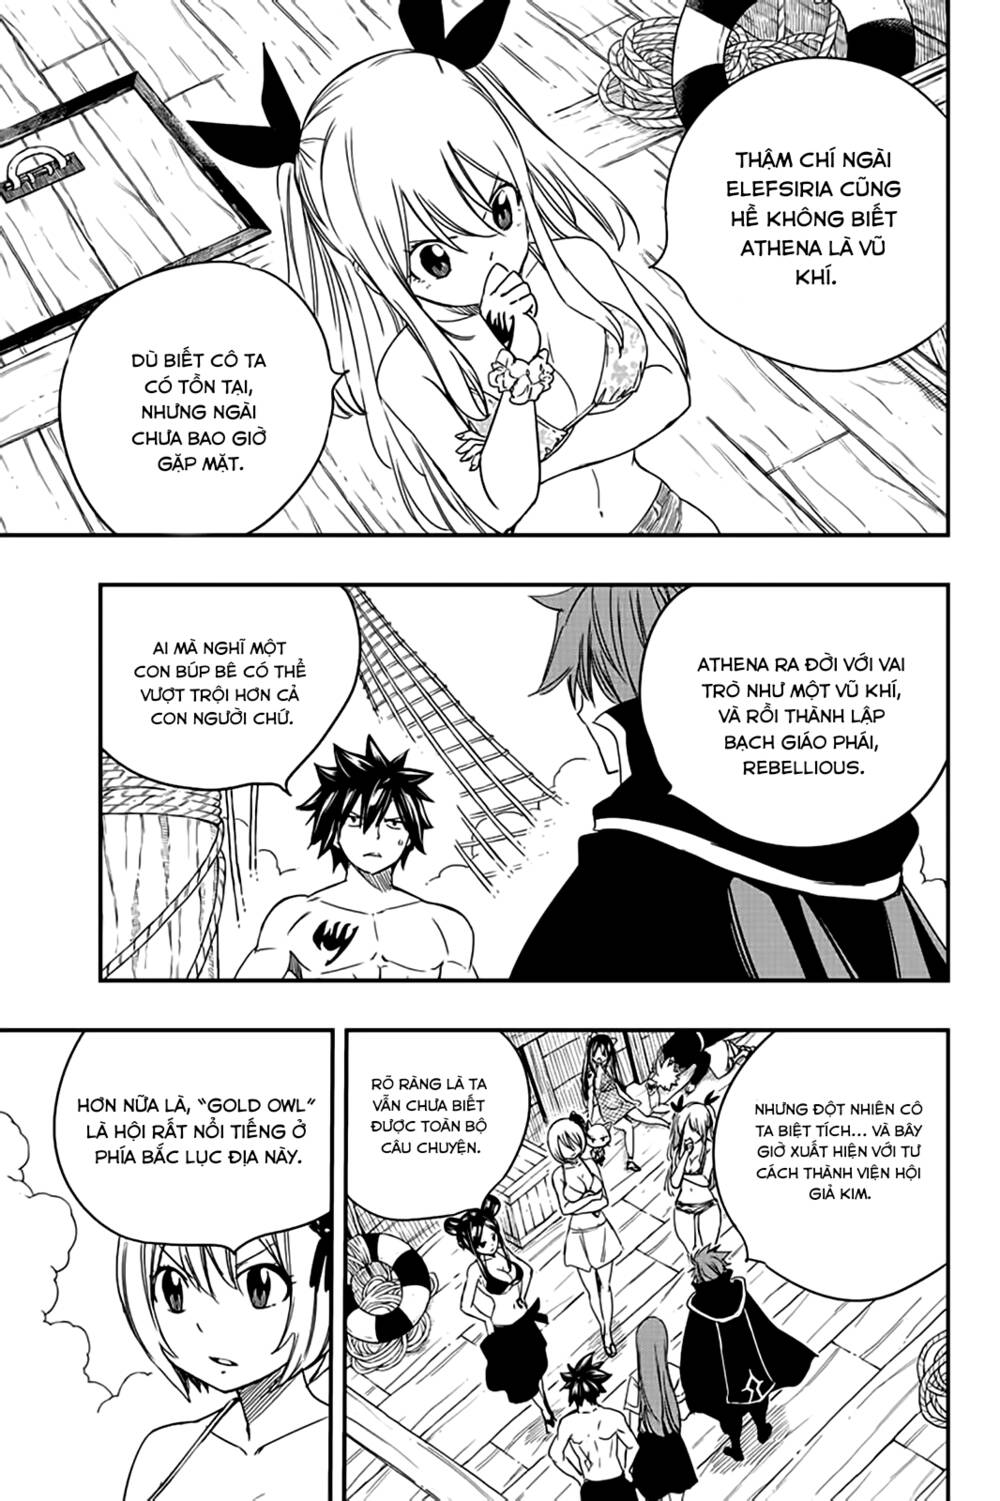 THẬM CHÍ NGÀI
ELEFSIRIA CŨNG
HỀ KHÔNG BIẾT
ATHENA LÀ VŨ
KHÍ.
DÙ BIẾT CÔ TA
CÓ TỒN TẠI,
NHƯNG NGÀI
CHƯA BAO GIỜ
GẶP MẶT.
ATHENA RA ĐỜI VỚI VAI
TRÒ NHƯ MỘT VŨ KHÍ,
VÀ RỒI THÀNH LẬP
BẠCH GIÁO PHÁI,
REBELLIOUS.
AI MÀ NGHĨ MỘT
CON BÚP BÊ CÓ THỂ
VƯỢT TRỘI HƠN CẢ
CON NGƯỜI CHỨ.
NHƯNG ĐỘT NHIÊN CÔ
TA BIỆT TÍCH... VÀ BÂY
GIỜ XUẤT HIỆN VỚI TƯ
CÁCH THÀNH VIÊN HỘI
GIẢ KIM.
RÕ RÀNG LÀ TA
VẪN CHƯA BIẾT
ĐƯỢC TOÀN BỘ
CÂU CHUYỆN.
HƠN NỮA LÀ, "GOLD OWL"
LÀ HỘI RẤT NỔI TIẾNG Ở
PHÍA BẮC LỤC ĐỊA NÀY.